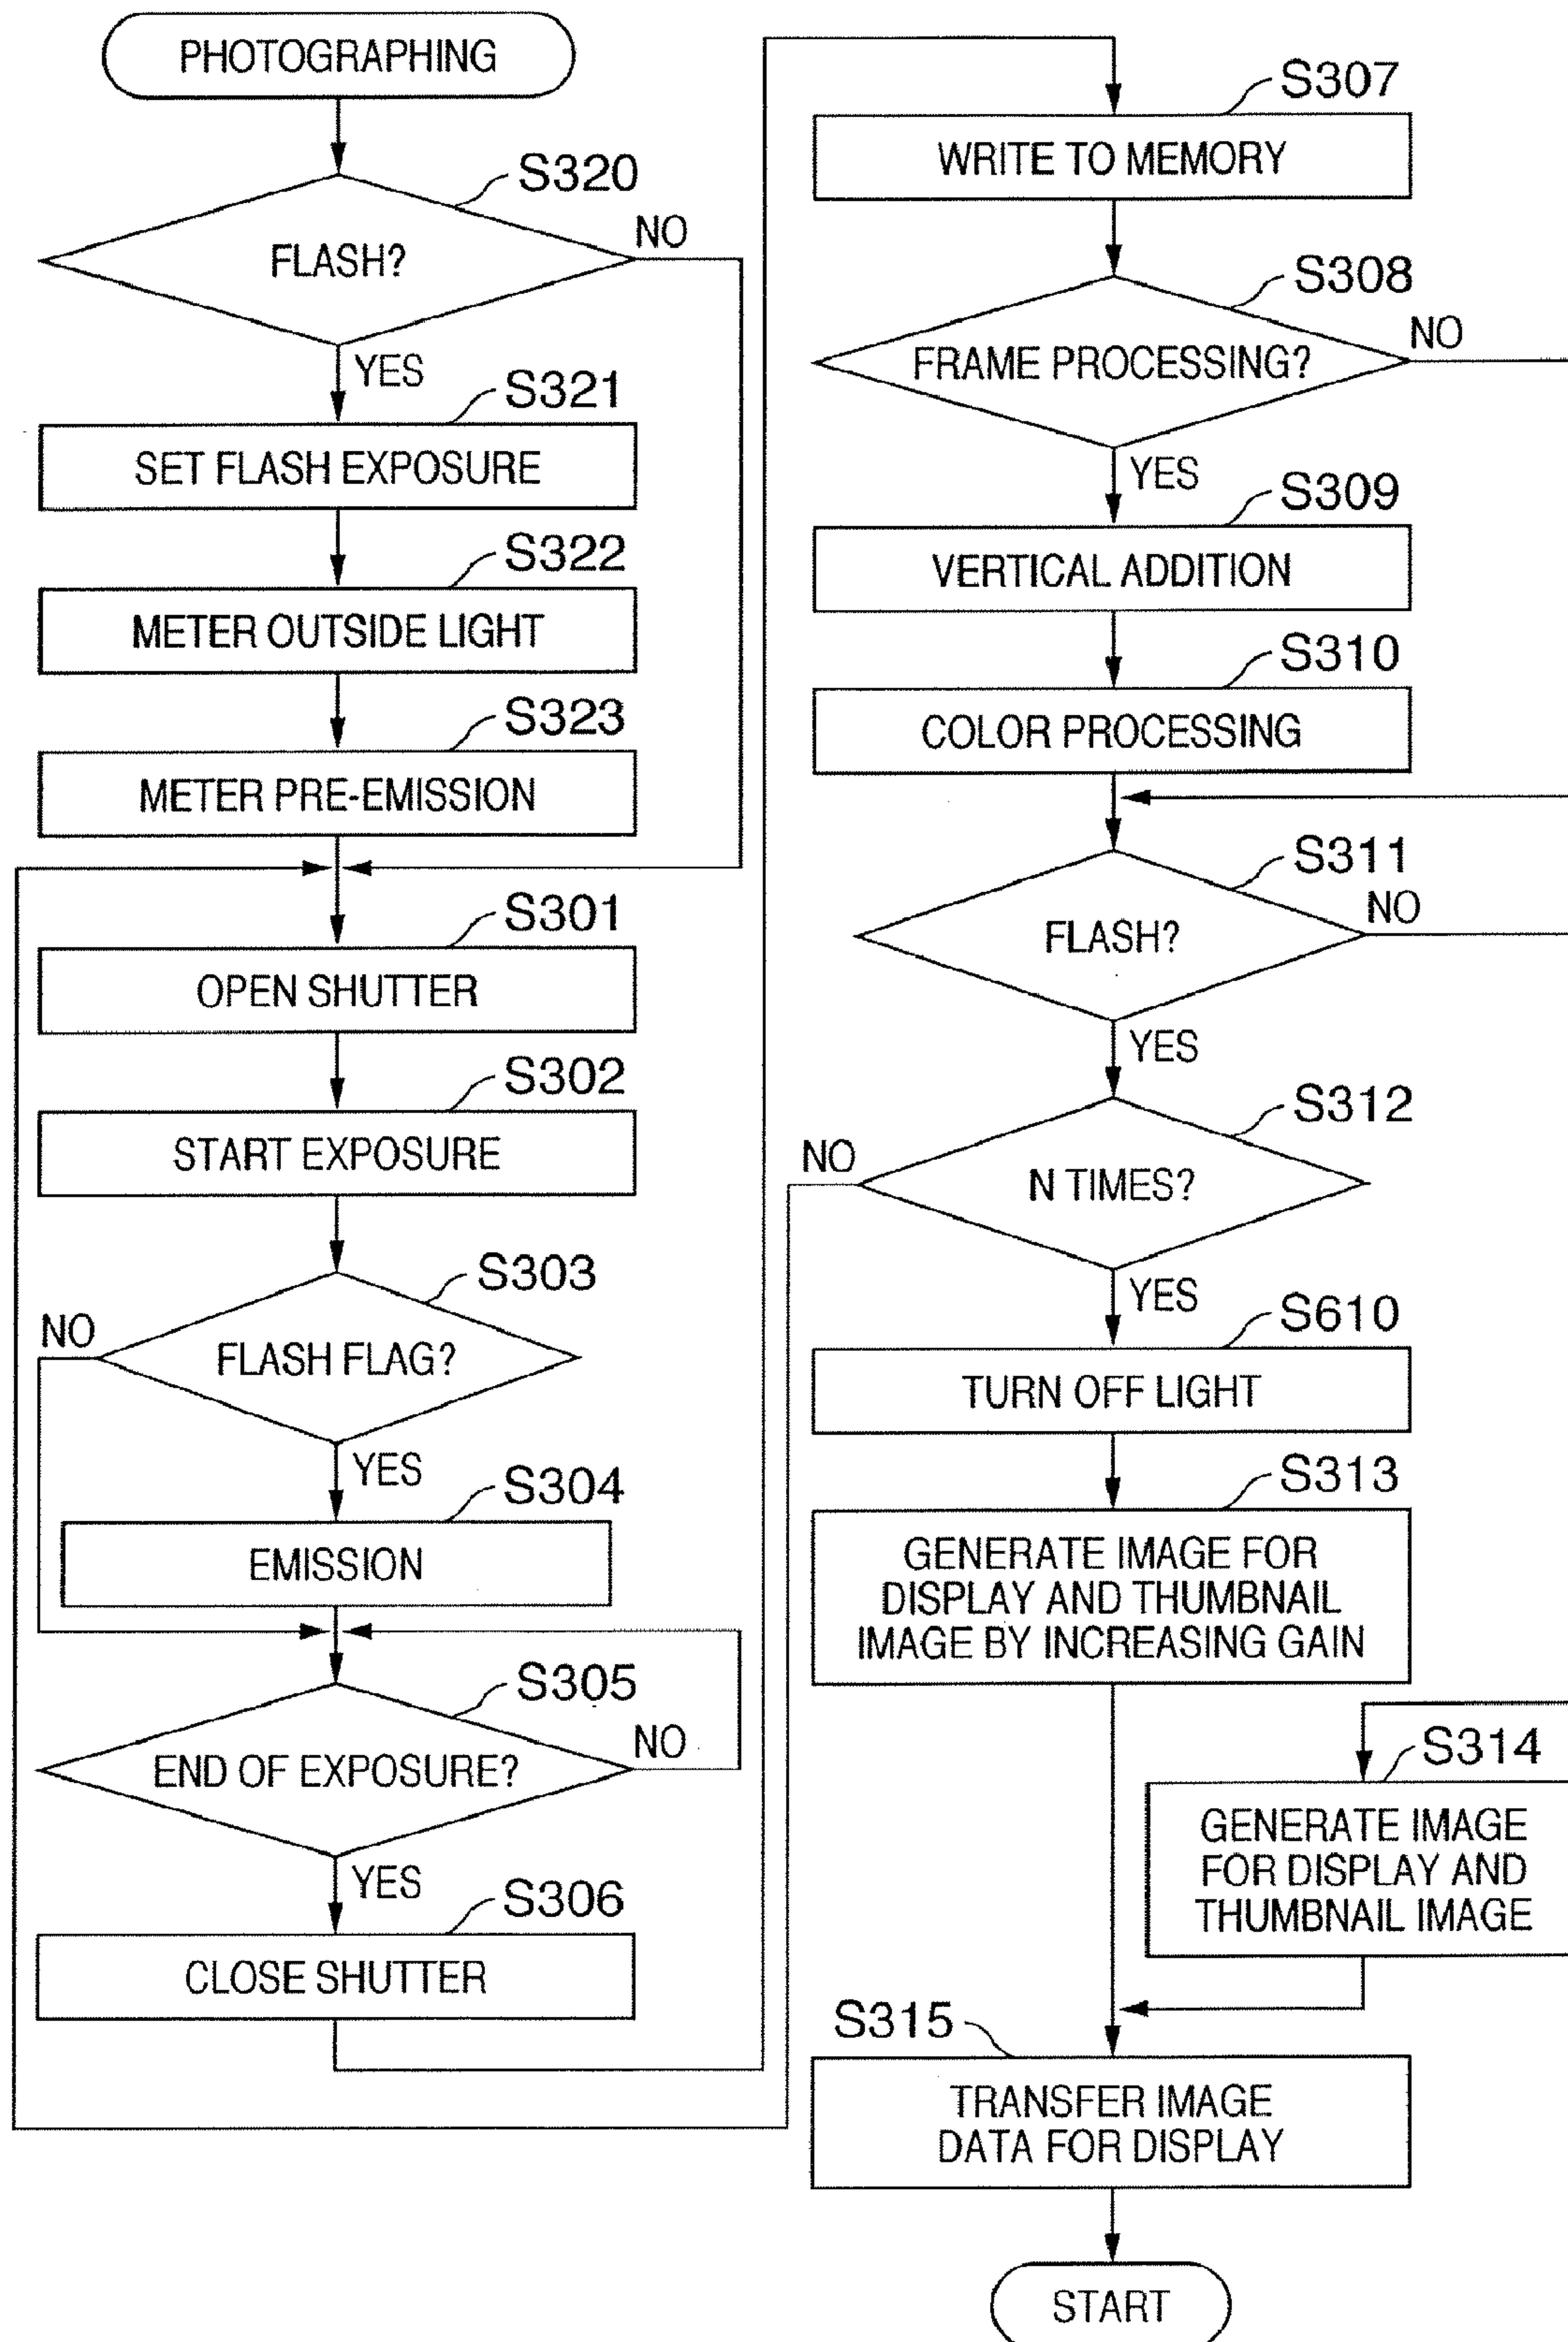 PHOTOGRAPHING
S320
FLASH?
NO
YES
S321
SET FLASH EXPOSURE
S322
METER OUTSIDE LIGHT
S323
METER PRE-EMISSION
S301
OPEN SHUTTER
S302
START EXPOSURE
S303
NO
FLASH FLAG?
YES
S304
EMISSION
S305
END OF EXPOSURE?
NO
YES
S306
CLOSE SHUTTER
S307
WRITE TO MEMORY
S308
FRAME PROCESSING?
NO
YES
S309
VERTICAL ADDITION
S310
COLOR PROCESSING
S311
FLASH?
NO
YES
S312
NO
N TIMES?
YES
S610
TURN OFF LIGHT
S313
GENERATE IMAGE FOR
DISPLAY AND THUMBNAIL
IMAGE BY INCREASING GAIN
S314
GENERATE IMAGE
FOR DISPLAY AND
THUMBNAIL IMAGE
S315
TRANSFER IMAGE
DATA FOR DISPLAY
START